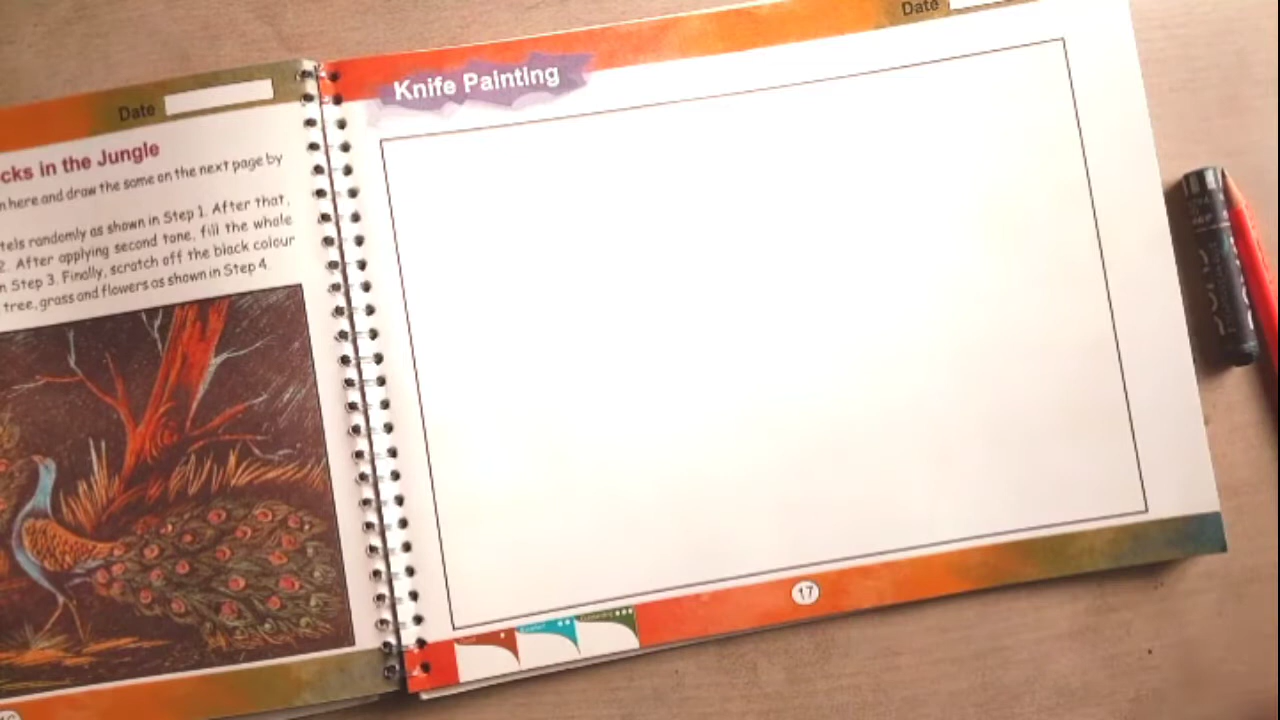 Date
cks in the Jungle
n here and draw the same on the next page by
tels randomly as shown in Step 1. After that,
2. After applying second tone, fill the whole
n Step 3. Finally, scratch off the black colour
tree, grass and flowers as shown in Step 4.
Date
Knife Painting
17